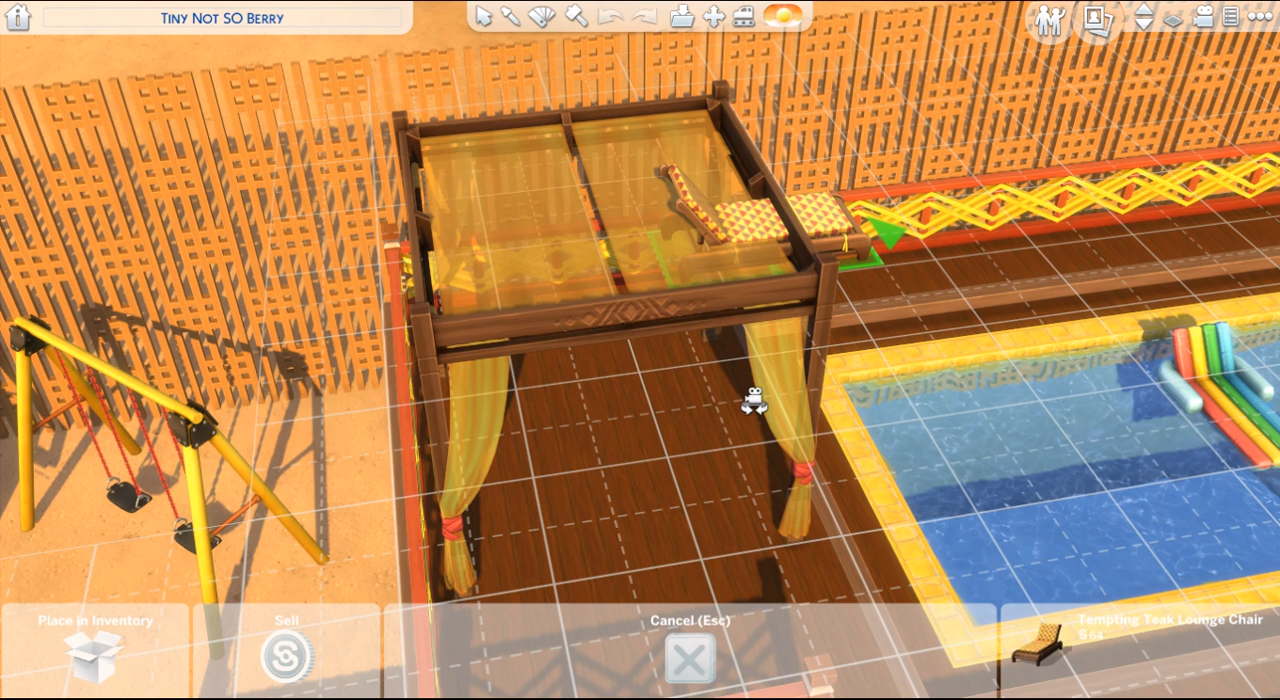 Tiny Not SO Berry
Place in Inventory
Sell
Cancel (Esc)
Tempting Teak Lounge Chair
§64